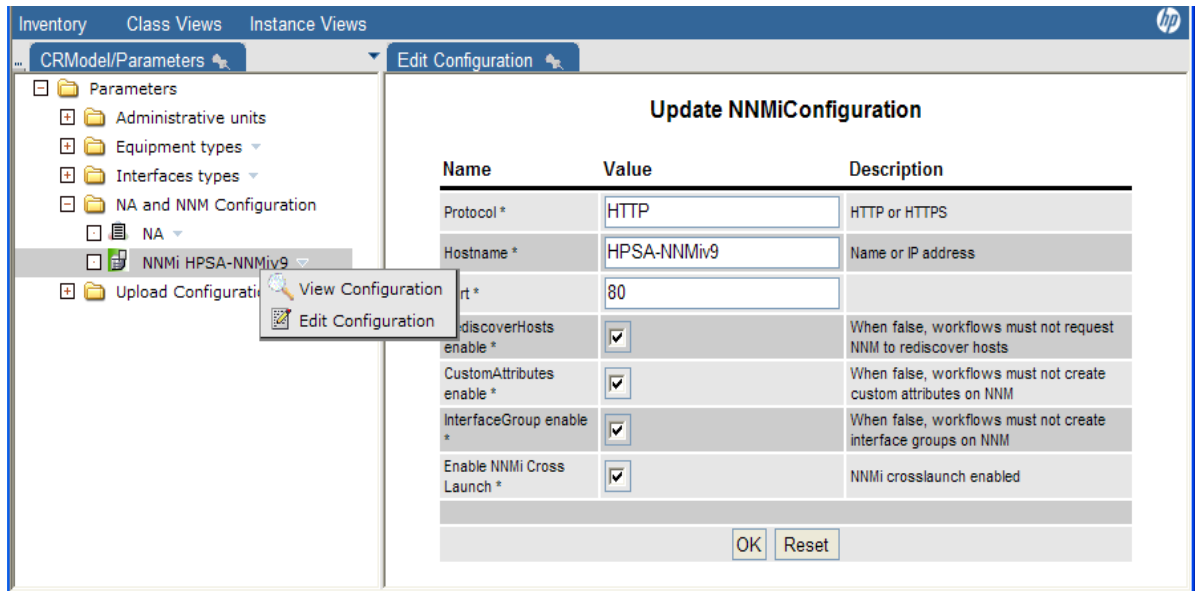 Inventory Class Views Instance Views
hp
... CRModel/Parameters
Edit Configuration
Parameters
Administrative units
Equipment types
Interfaces types
NA and NNM Configuration
NA
NNMi HPSA-NNMiv9
Upload Configurati
View Configuration
Edit Configuration
Update NNMiConfiguration
Name Value Description
Protocol * HTTP HTTP or HTTPS
Hostname * HPSA-NNMiv9 Name or IP address
rt * 80
ediscoverHosts
enable *
When false, workflows must not request
NNM to rediscover hosts
CustomAttributes
enable *
When false, workflows must not create
custom attributes on NNM
InterfaceGroup enable
*
When false, workflows must not create
interface groups on NNM
Enable NNMi Cross
Launch *
NNMi crosslaunch enabled
OK Reset